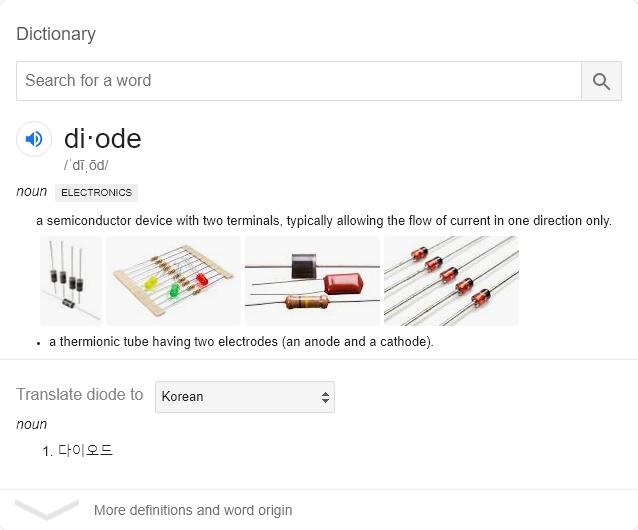 Dictionary
Search for a word
di·ode
/ˈdīˌōd/
noun ELECTRONICS
a semiconductor device with two terminals, typically allowing the flow of current in one direction only.
• a thermionic tube having two electrodes (an anode and a cathode).
Translate diode to Korean
noun
1. 다이오드
More definitions and word origin